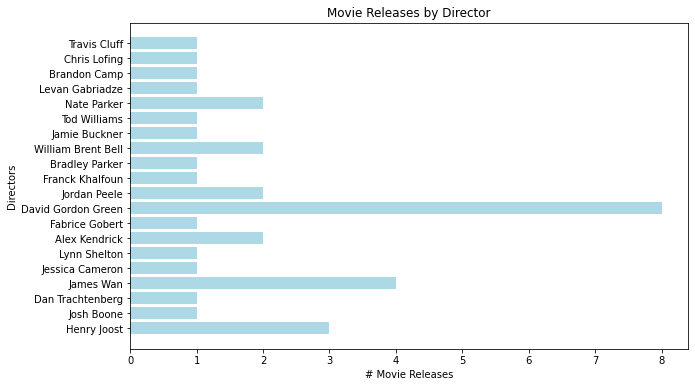 Movie Releases by Director
Directors
Travis Cluff
Chris Lofing
Brandon Camp
Levan Gabriadze
Nate Parker
Tod Williams
Jamie Buckner
William Brent Bell
Bradley Parker
Franck Khalfoun
Jordan Peele
David Gordon Green
Fabrice Gobert
Alex Kendrick
Lynn Shelton
Jessica Cameron
James Wan
Dan Trachtenberg
Josh Boone
Henry Joost
0 1 2 3 4 5 6 7 8
# Movie Releases